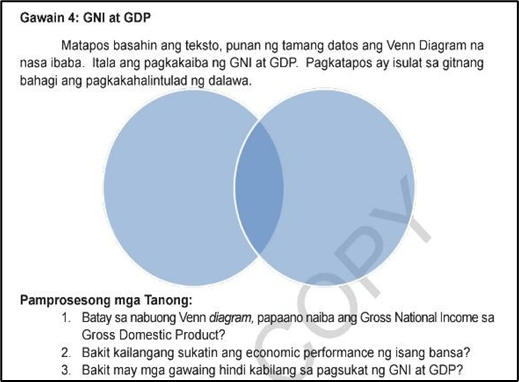 Gawain 4: GNI at GDP
Matapos basahin ang teksto, punan ng tamang datos ang Venn Diagram na
nasa ibaba. Itala ang pagkakaiba ng GNI at GDP. Pagkatapos ay isulat sa gitnang
bahagi ang pagkakahalintulad ng dalawa.
COPY
Pamprosesong mga Tanong:
1. Batay sa nabuong Venn diagram, papaano naiba ang Gross National Income sa
Gross Domestic Product?
2. Bakit kailangang sukatin ang economic performance ng isang bansa?
3. Bakit may mga gawaing hindi kabilang sa pagsukat ng GNI at GDP?